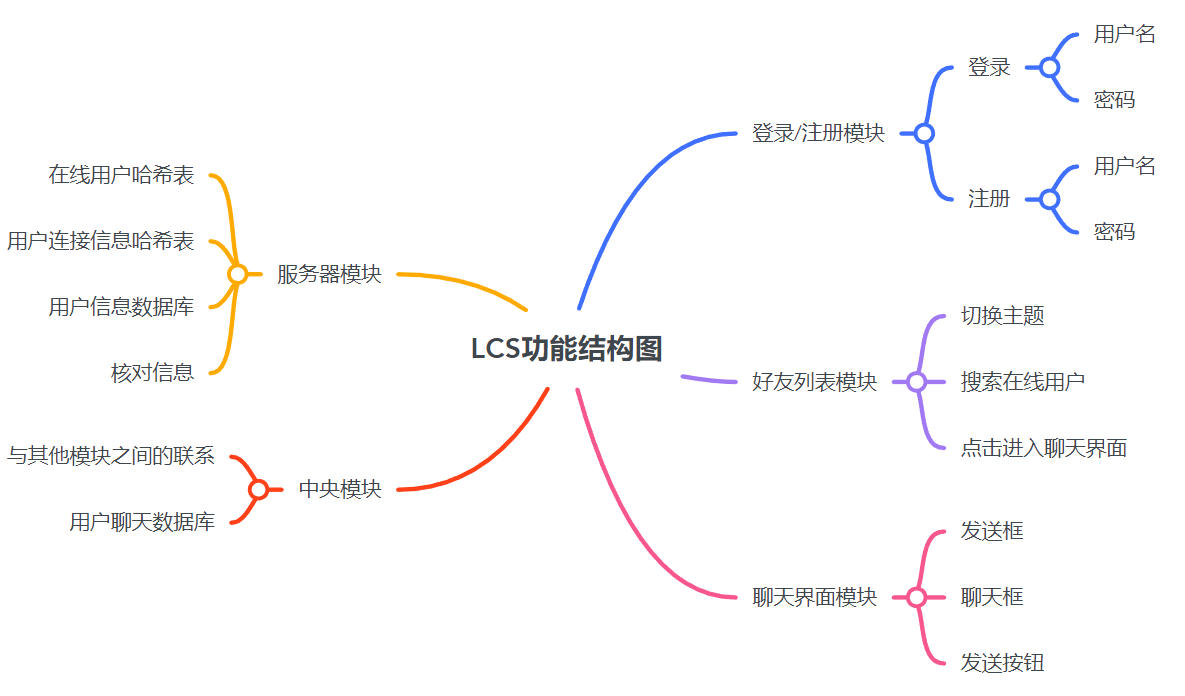 LCS功能结构图
登录/注册模块
登录
用户名
密码
注册
用户名
密码
好友列表模块
切换主题
搜索在线用户
点击进入聊天界面
聊天界面模块
发送框
聊天框
发送按钮
服务器模块
在线用户哈希表
用户连接信息哈希表
用户信息数据库
核对信息
中央模块
与其他模块之间的联系
用户聊天数据库